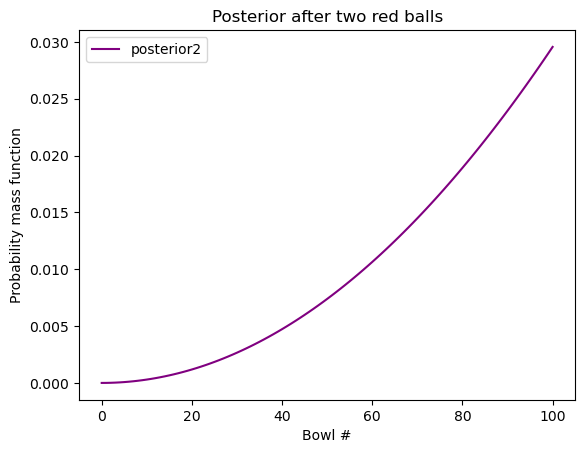 Posterior after two red balls
posterior2
Probability mass function
0.030
0.025
0.020
0.015
0.010
0.005
0.000
0 20 40 60 80 100
Bowl #